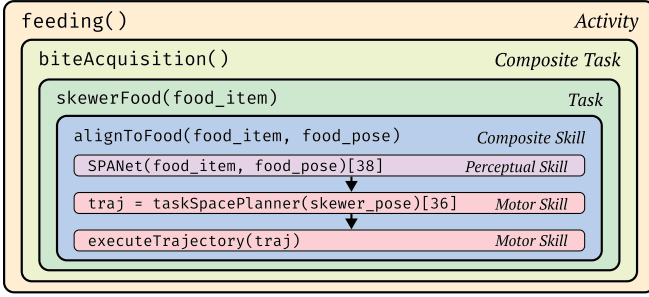 feeding() Activity
biteAcquisition() Composite Task
skewerFood(food_item) Task
alignToFood(food_item, food_pose) Composite Skill
SPANet(food_item, food_pose)[38] Perceptual Skill
traj = taskSpacePlanner(skewer_pose)[36] Motor Skill
executeTrajectory(traj) Motor Skill